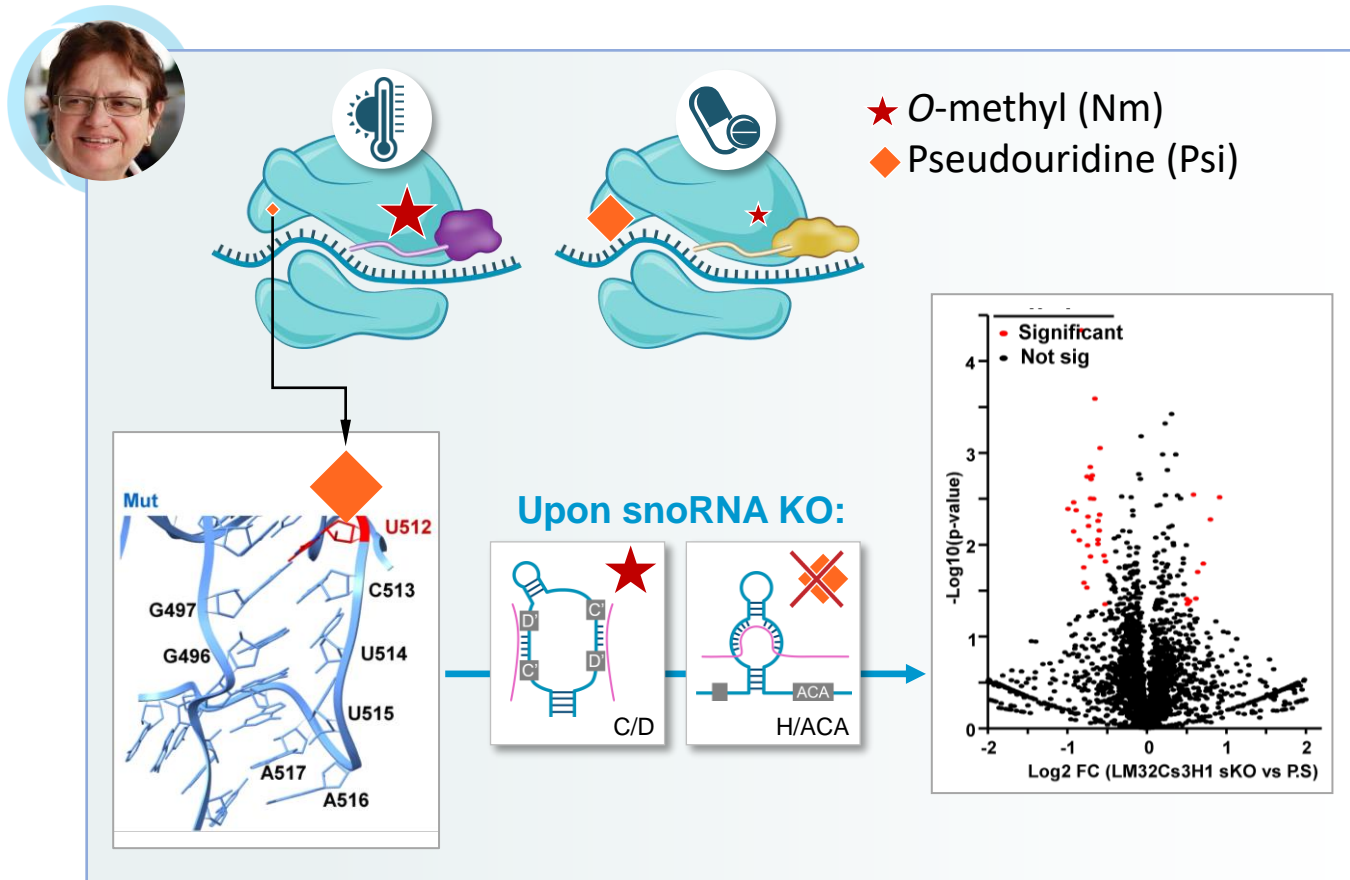 O-methyl (Nm)
Pseudouridine (Psi)
Mut
U512
C513
G497
G496
U514
U515
A517
A516
Upon snoRNA KO:
D'
C'
C'
D'
C/D
ACA
H/ACA
Significant
Not sig
-Log10(p-value)
4
3
2
1
0
-2
-1
0
1
2
Log2 FC (LM32Cs3H1 sKO vs P.S)